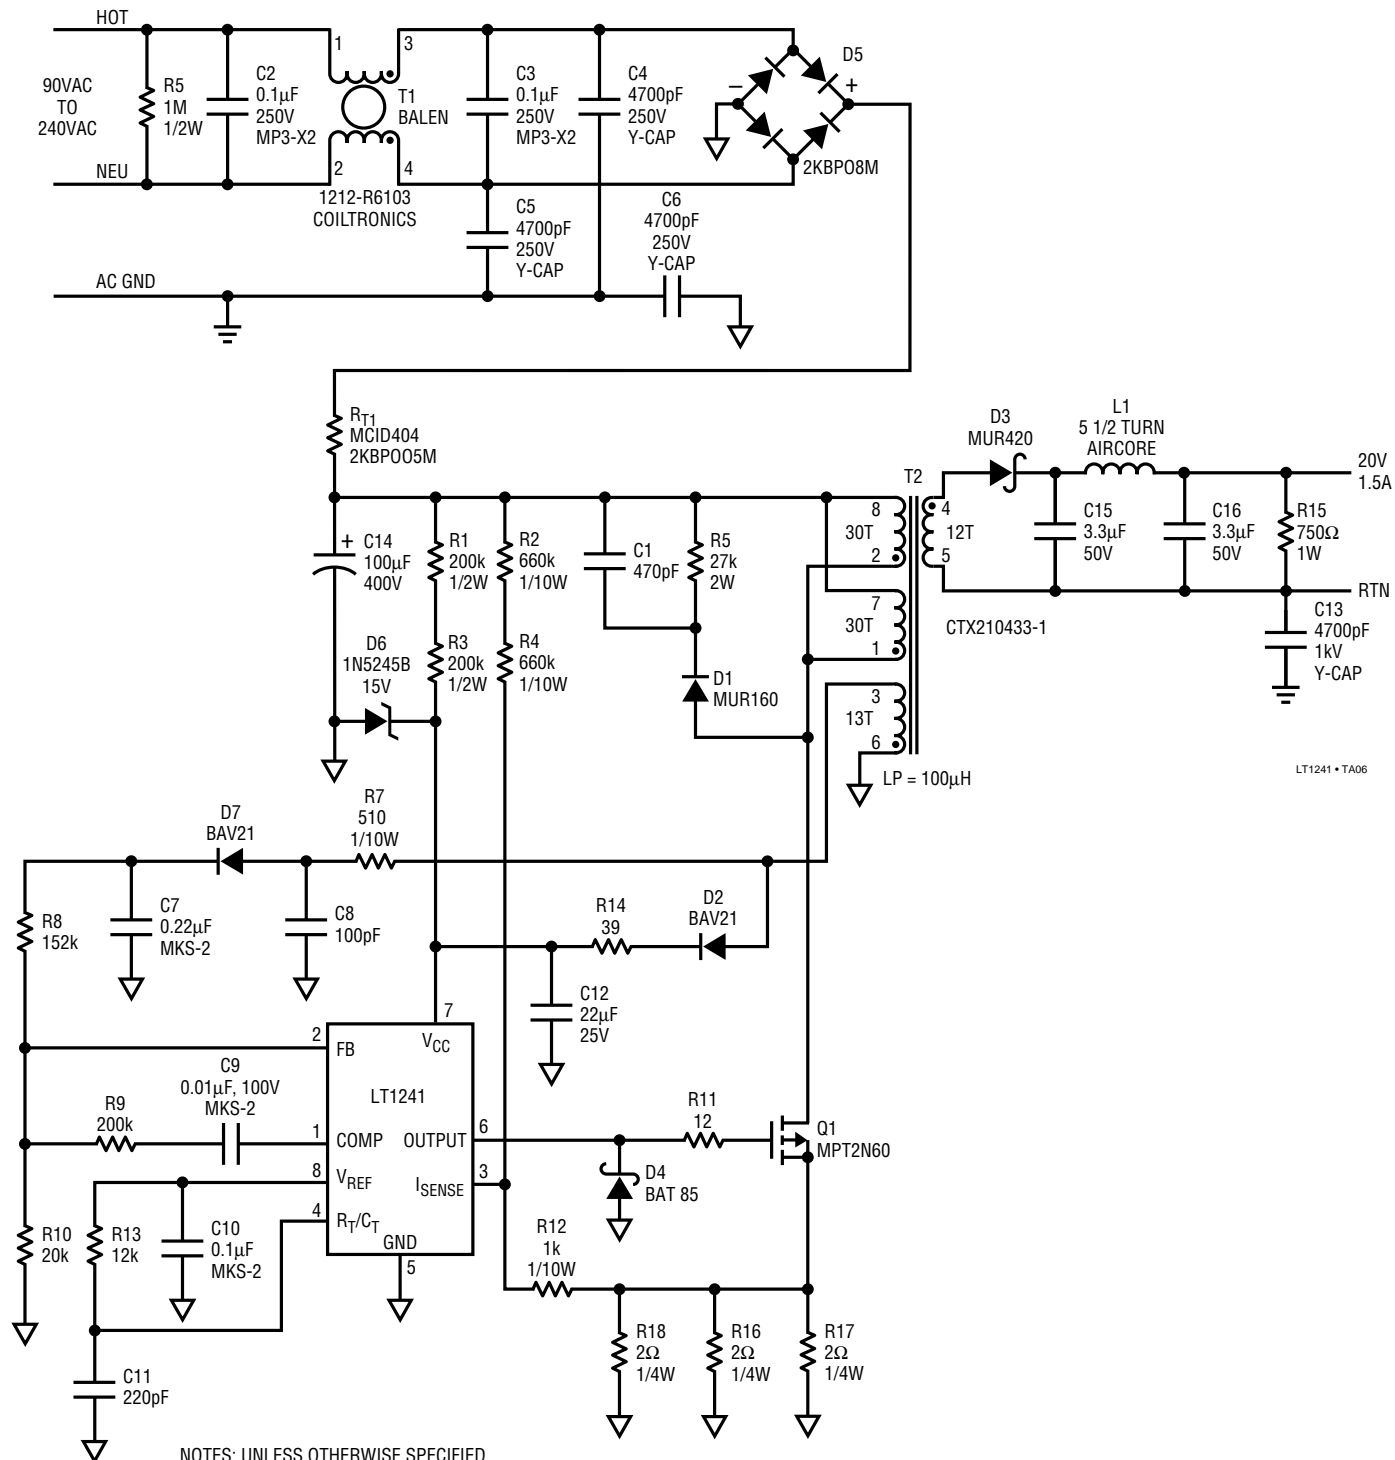 HOT
90VAC
TO
240VAC
R5
1M
1/2W
C2
0.1µF
250V
MP3-X2
1
3
T1
BALEN
2
4
1212-R6103
COILTRONICS
C3
0.1µF
250V
MP3-X2
C4
4700pF
250V
Y-CAP
D5
–
+
2KBPO8M
NEU
C5
4700pF
250V
Y-CAP
C6
4700pF
250V
Y-CAP
AC GND
RT1
MCID404
2KBPOO5M
+
C14
100µF
400V
R1
200k
1/2W
R2
660k
1/10W
C1
470pF
R5
27k
2W
T2
8
30T
2
7
30T
1
3
13T
6
4
12T
5
LP = 100µH
CTX210433-1
D3
MUR420
L1
5 1/2 TURN
AIRCORE
C15
3.3µF
50V
C16
3.3µF
50V
R15
750Ω
1W
20V
1.5A
RTN
C13
4700pF
1kV
Y-CAP
D6
1N5245B
15V
R3
200k
1/2W
R4
660k
1/10W
D1
MUR160
LT1241 • TA06
D7
BAV21
R7
510
1/10W
R8
152k
C7
0.22µF
MKS-2
C8
100pF
R14
39
D2
BAV21
C12
22µF
25V
7
VCC
2
FB
LT1241
C9
0.01µF, 100V
MKS-2
R9
200k
1
COMP
OUTPUT
6
8
VREF
ISENSE
3
4
RT/CT
GND
5
R10
20k
R13
12k
C10
0.1µF
MKS-2
C11
220pF
R11
12
Q1
MPT2N60
D4
BAT 85
R12
1k
1/10W
R18
2Ω
1/4W
R16
2Ω
1/4W
R17
2Ω
1/4W
NOTES: UNLESS OTHERWISE SPECIFIED